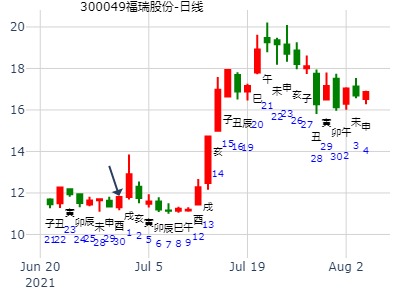 300049福瑞股份-日线
20
18
16
14
12
10
子 丑 寅 卯 辰 未 申 酉 戌 亥 寅 卯 辰 巳 午 酉 戌 亥 子 丑 辰 巳 午 未 申 亥 子 丑 寅 卯 午 未 申
21 22 23 24 25 28 29 30 1 2 5 6 7 8 9 12 13 14 15 16 19 20 21 22 23 26 27 28 29 30 2 3 4
Jun 20 Jul 5 Jul 19 Aug 2
2021